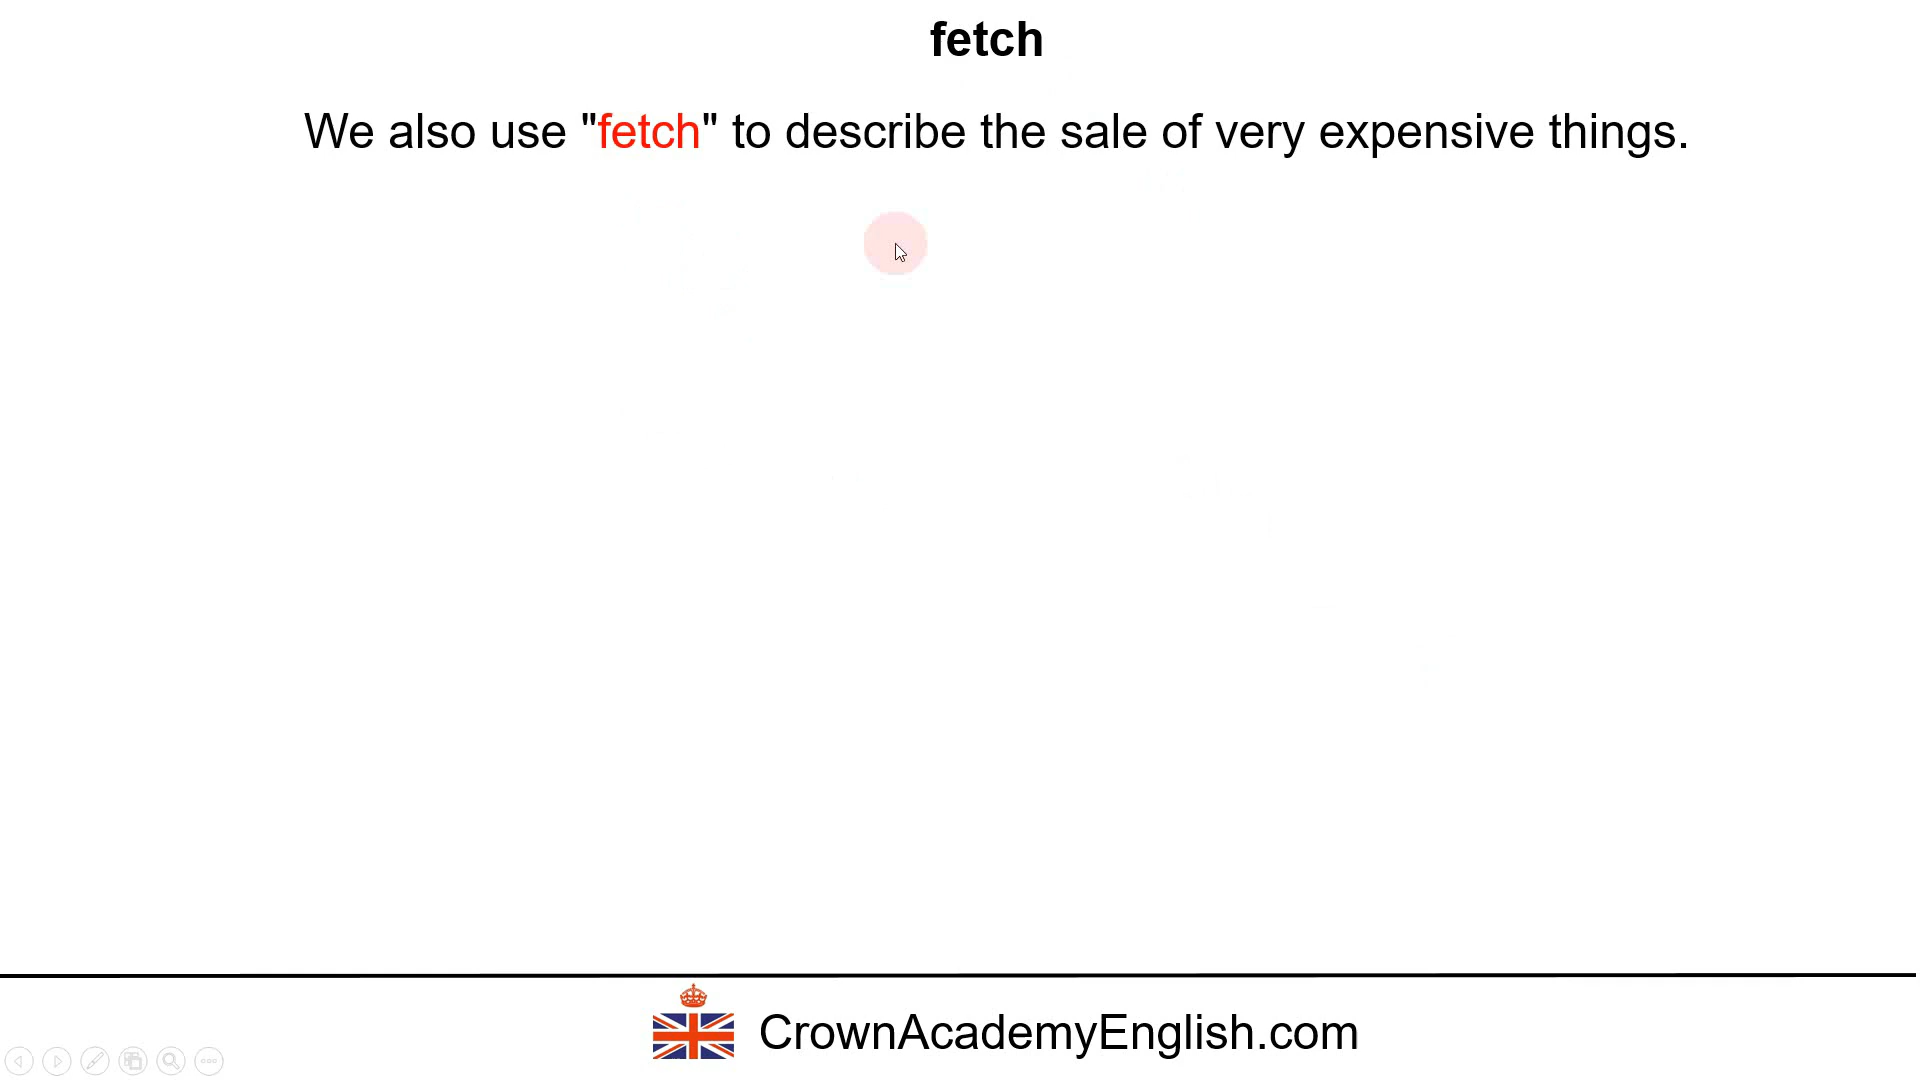 fetch
We also use "fetch" to describe the sale of very expensive things.
CrownAcademyEnglish.com